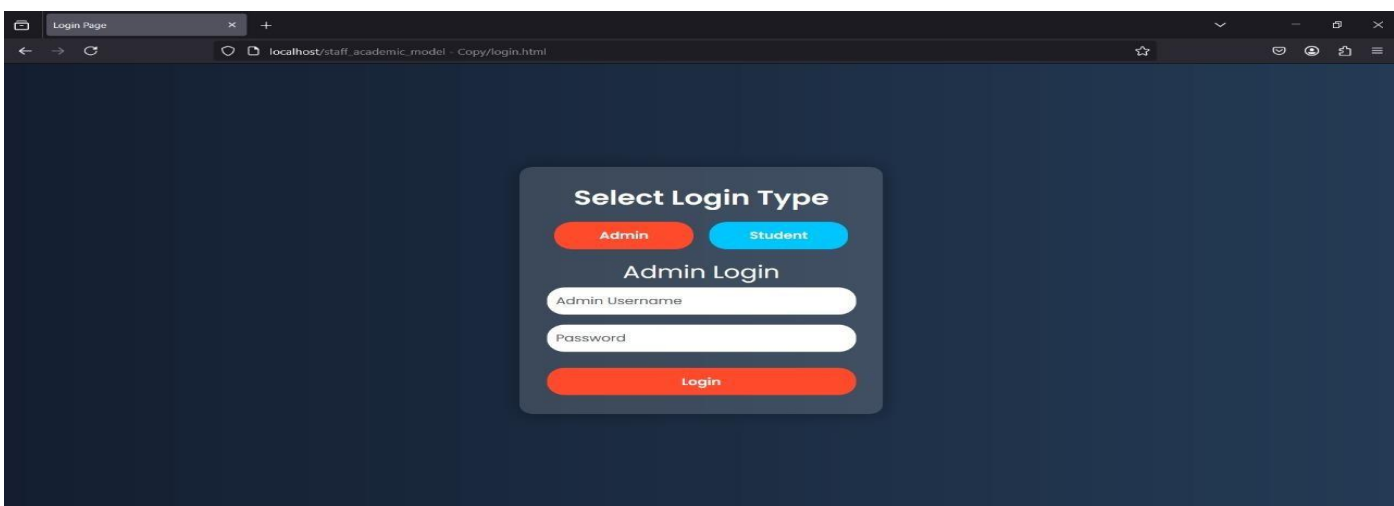 Login Page
localhost/staff_academic_model - Copy/login.html
Select Login Type
Admin Student
Admin Login
Admin Username
Password
Login